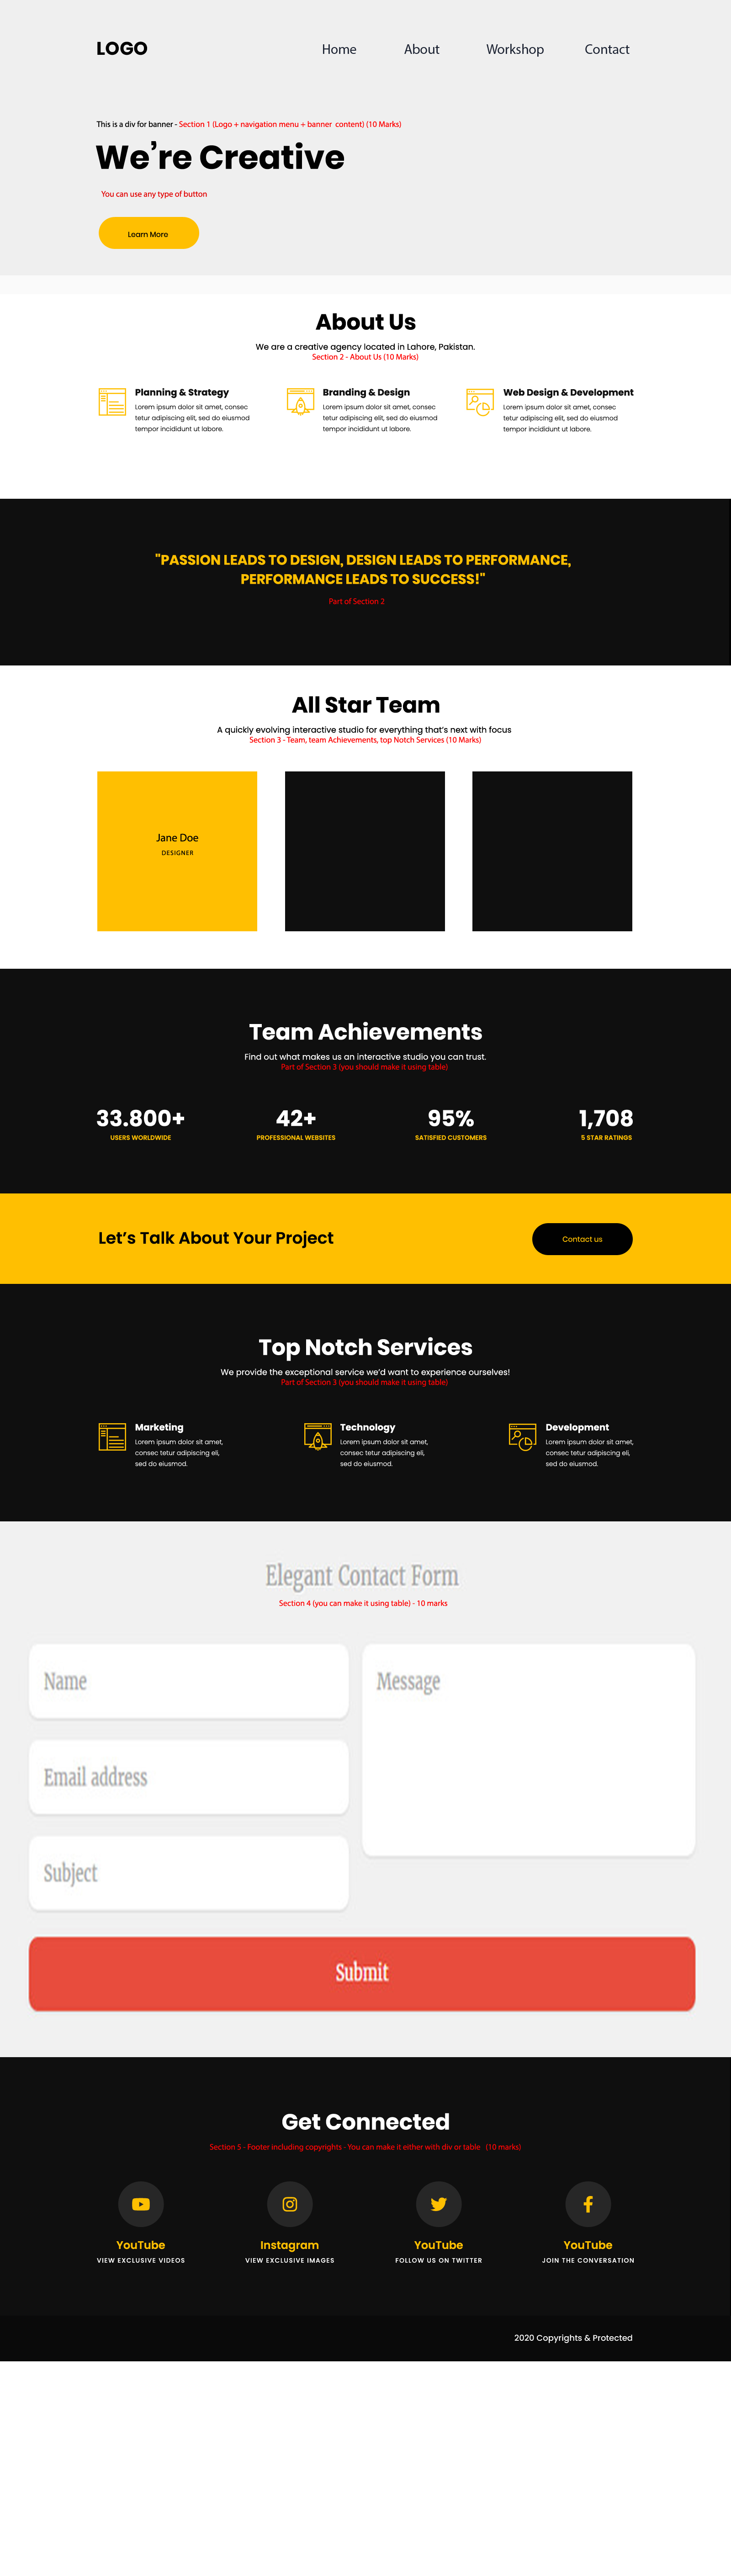 LOGO
Home About Workshop Contact
This is a div for banner - Section 1 (Logo + navigation menu + banner content) (10 Marks)
We're Creative
You can use any type of button
Learn More
About Us
We are a creative agency located in Lahore, Pakistan.
Section 2 - About Us (10 Marks)
Planning & Strategy
Lorem ipsum dolor sit amet, consec
tetur adipiscing elit, sed do eiusmod
tempor incididunt ut labore.
Branding & Design
Lorem ipsum dolor sit amet, consec
tetur adipiscing elit, sed do eiusmod
tempor incididunt ut labore.
Web Design & Development
Lorem ipsum dolor sit amet, consec
tetur adipiscing elit, sed do eiusmod
tempor incididunt ut labore.
"PASSION LEADS TO DESIGN, DESIGN LEADS TO PERFORMANCE,
PERFORMANCE LEADS TO SUCCESS!"
Part of Section 2
All Star Team
A quickly evolving interactive studio for everything that's next with focus
Section 3 - Team, team Achievements, top Notch Services (10 Marks)
Jane Doe
DESIGNER
Team Achievements
Find out what makes us an interactive studio you can trust.
Part of Section 3 (you should make it using table)
33.800+ 42+ 95% 1,708
USERS WORLDWIDE PROFESSIONAL WEBSITES SATISFIED CUSTOMERS 5 STAR RATINGS
Let's Talk About Your Project
Contact us
Top Notch Services
We provide the exceptional service we'd want to experience ourselves!
Part of Section 3 (you should make it using table)
Marketing
Lorem ipsum dolor sit amet,
consec tetur adipiscing eli,
sed do eiusmod.
Technology
Lorem ipsum dolor sit amet,
consec tetur adipiscing eli,
sed do eiusmod.
Development
Lorem ipsum dolor sit amet,
consec tetur adipiscing eli,
sed do eiusmod.
Elegant Contact Form
Section 4 (you can make it using table) - 10 marks
Name
Email address
Subject
Message
Submit
Get Connected
Section 5 - Footer including copyrights - You can make it either with div or table (10 marks)
YouTube Instagram YouTube YouTube
VIEW EXCLUSIVE VIDEOS VIEW EXCLUSIVE IMAGES FOLLOW US ON TWITTER JOIN THE CONVERSATION
2020 Copyrights & Protected